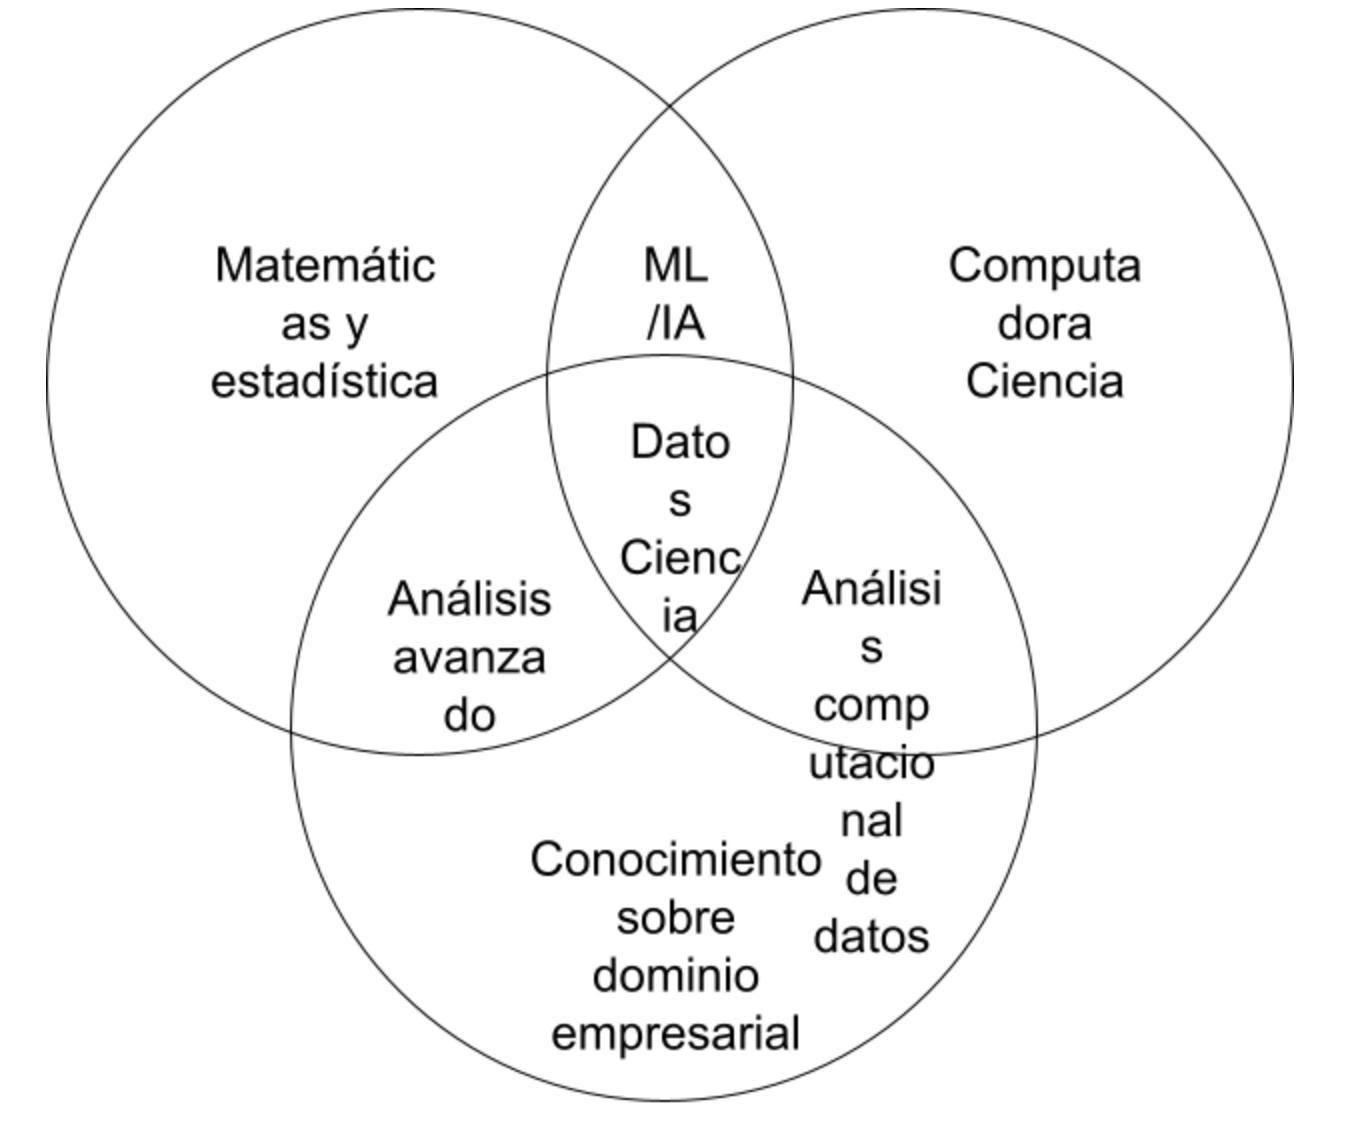 Matemátic
as y
estadística
ML
/IA
Computa
dora
Ciencia
Dato
s
Cienc
ia
Análisis
avanza
do
Análisi
s
comp
utacio
nal
de
datos
Conocimiento
sobre
dominio
empresarial